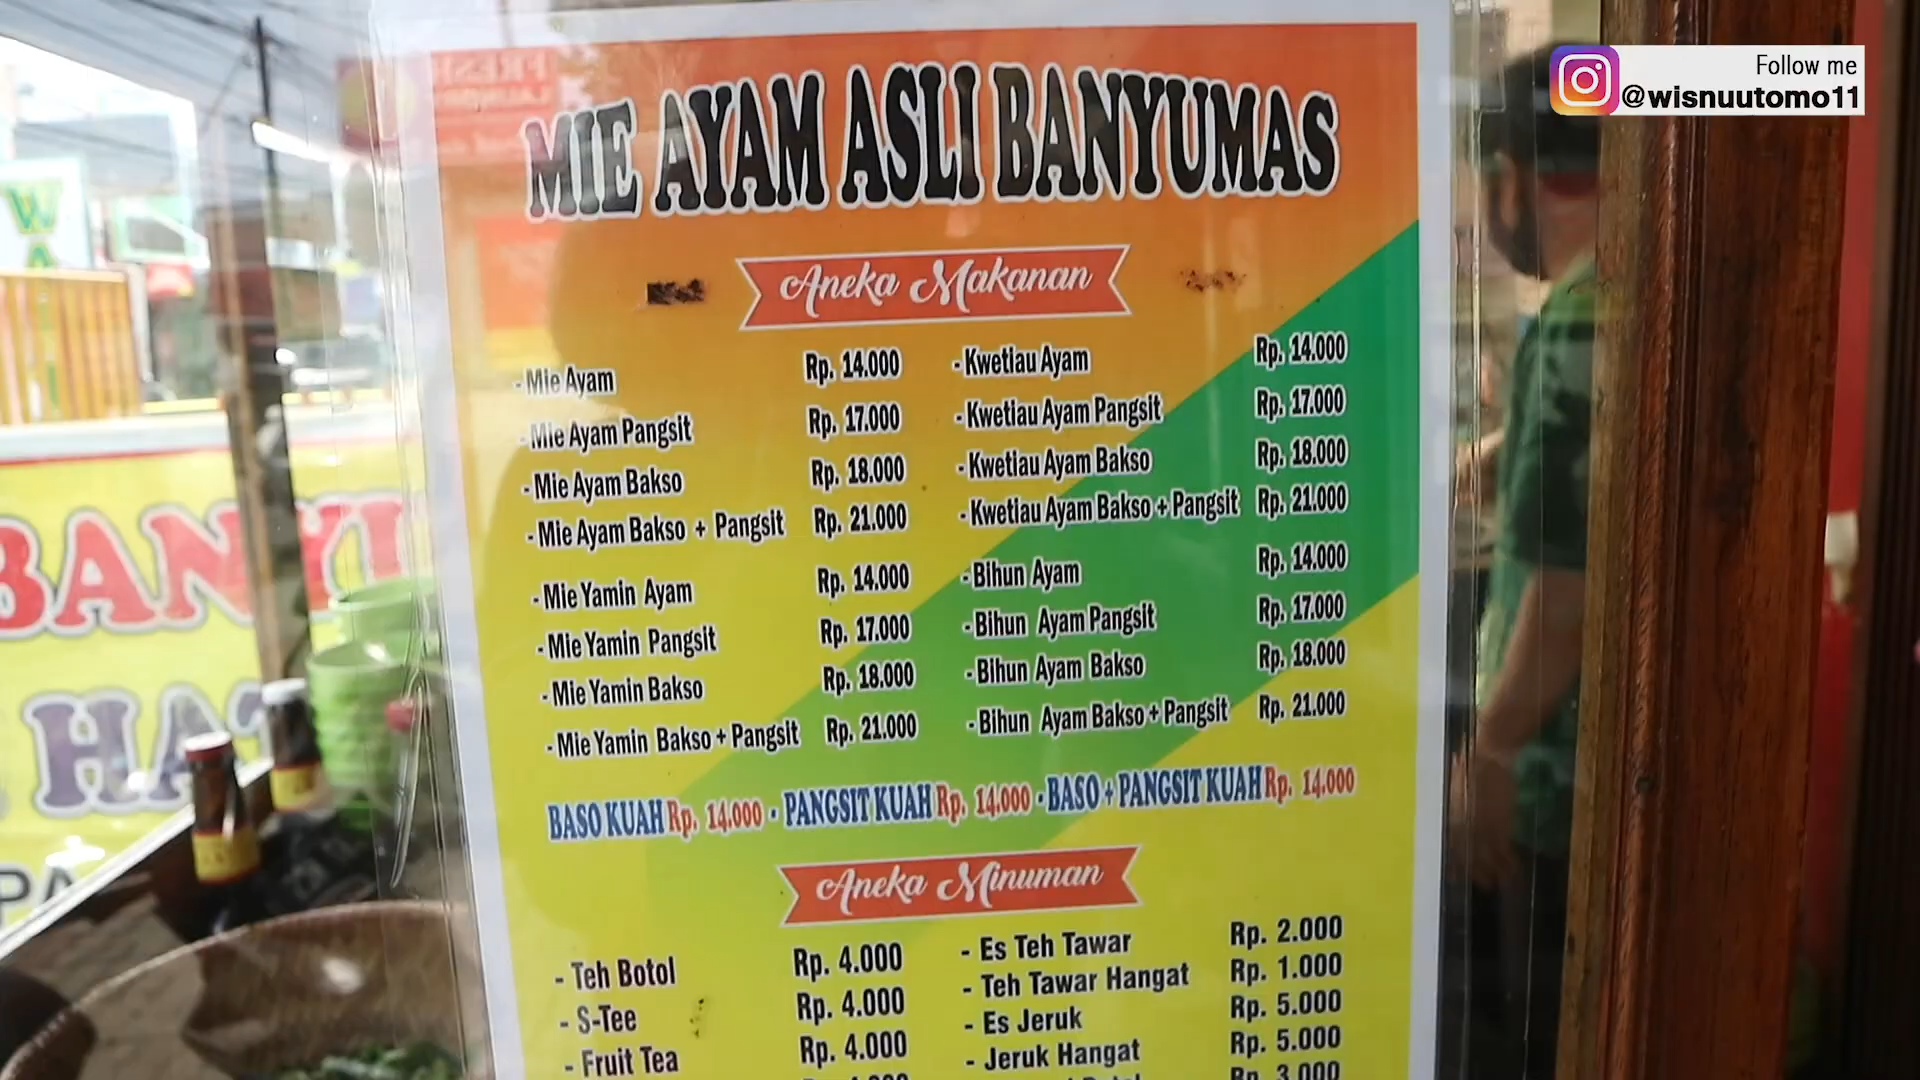 Follow me
@wisnuutomo11
MIE AYAM ASLI BANYUMAS
Aneka Makanan
- Mie Ayam Rp. 14.000
- Mie Ayam Pangsit Rp. 17.000
- Mie Ayam Bakso Rp. 18.000
- Mie Ayam Bakso + Pangsit Rp. 21.000
- Mie Yamin Ayam Rp. 14.000
- Mie Yamin Pangsit Rp. 17.000
- Mie Yamin Bakso Rp. 18.000
- Mie Yamin Bakso + Pangsit Rp. 21.000
- Kwetiau Ayam Rp. 14.000
- Kwetiau Ayam Pangsit Rp. 17.000
- Kwetiau Ayam Bakso Rp. 18.000
- Kwetiau Ayam Bakso + Pangsit Rp. 21.000
- Bihun Ayam Rp. 14.000
- Bihun Ayam Pangsit Rp. 17.000
- Bihun Ayam Bakso Rp. 18.000
- Bihun Ayam Bakso + Pangsit Rp. 21.000
BASO KUAH Rp. 14.000 - PANGSIT KUAH Rp. 14.000 - BASO + PANGSIT KUAH Rp. 14.000
Aneka Minuman
- Teh Botol Rp. 4.000
- S-Tee Rp. 4.000
- Fruit Tea Rp. 4.000
- Es Teh Tawar Rp. 2.000
- Teh Tawar Hangat Rp. 1.000
- Es Jeruk Rp. 5.000
- Jeruk Hangat Rp. 5.000
Rp. 3.000